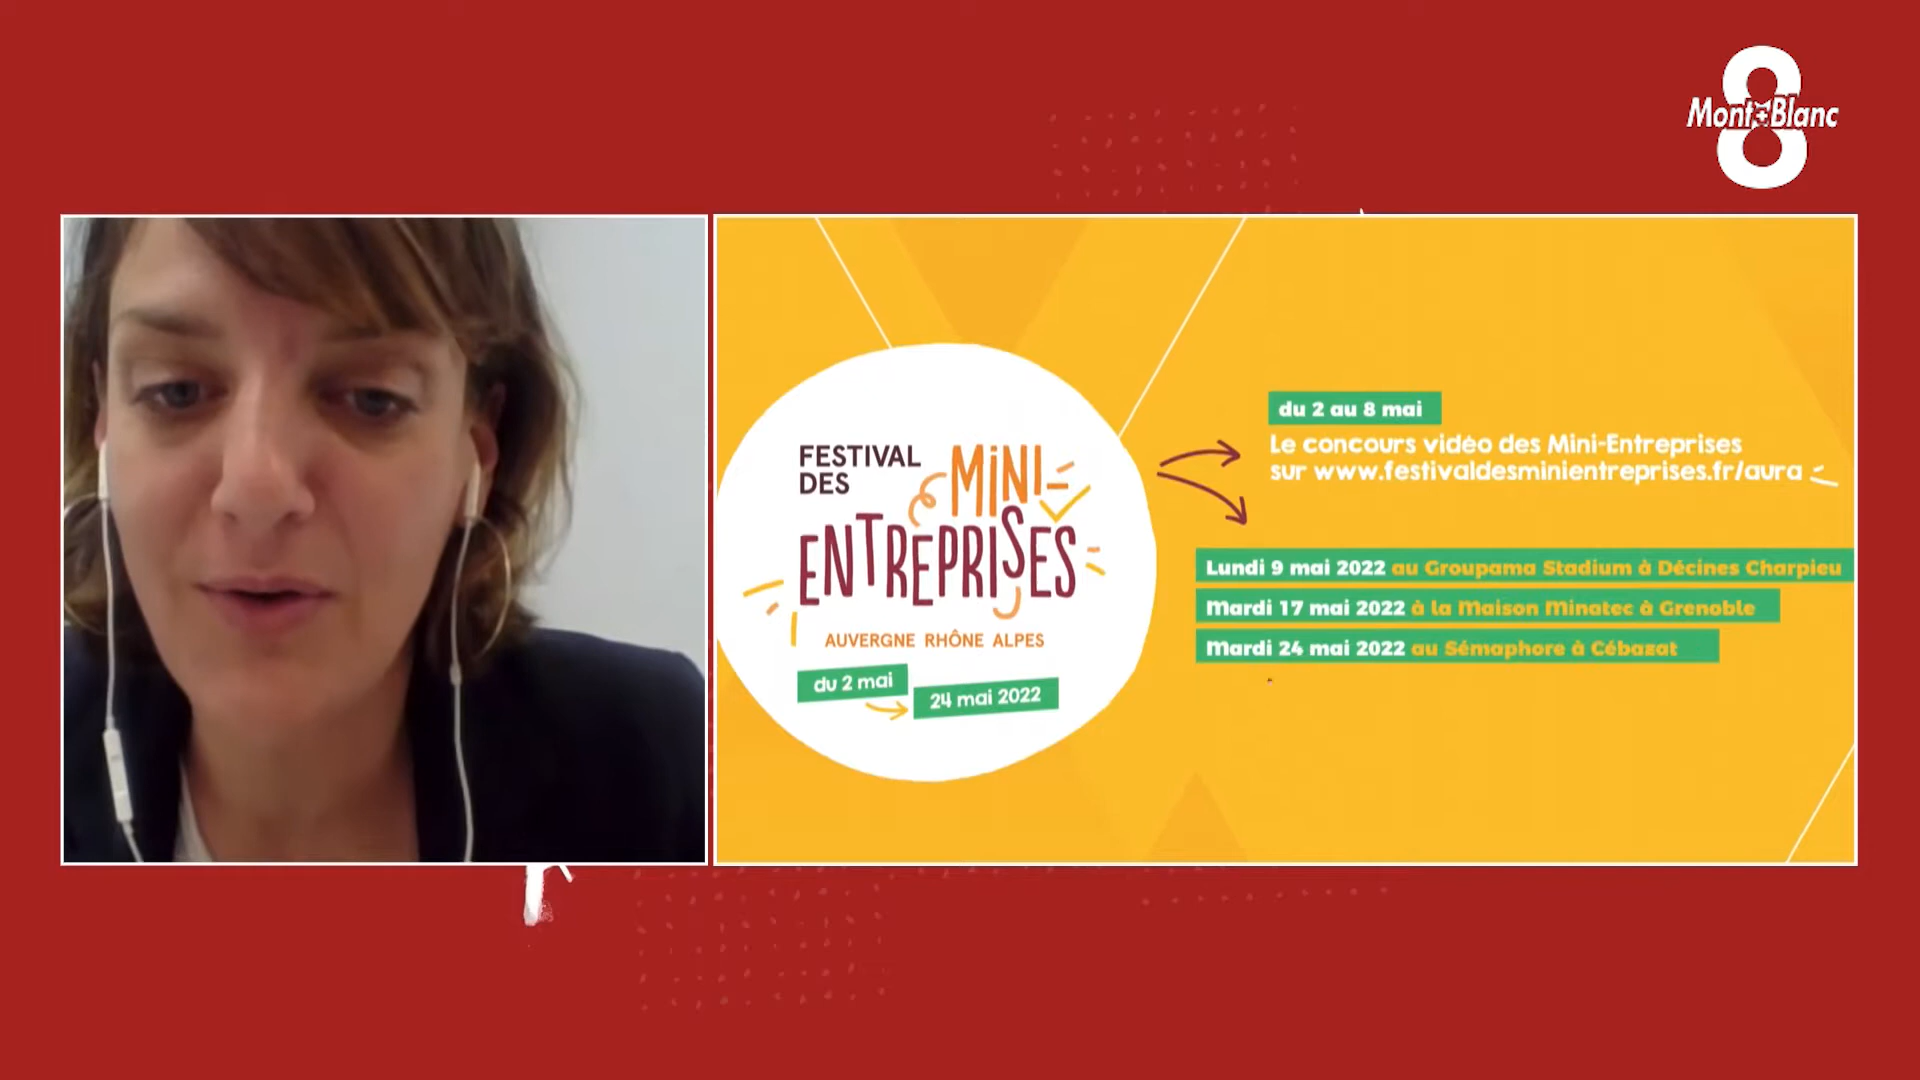 8
Mont Blanc
FESTIVAL
DES
MINI
ENTREPRISES
AUVERGNE RHÔNE ALPES
du 2 mai
24 mai 2022
du 2 au 8 mai
Le concours vidéo des Mini-Entreprises
sur www.festivaldesminientreprises.fr/aura
Lundi 9 mai 2022 au Groupama Stadium à Décines Charpieu
Mardi 17 mai 2022 à la Maison Minatec à Grenoble
Mardi 24 mai 2022 au Sémaphore à Cébazat